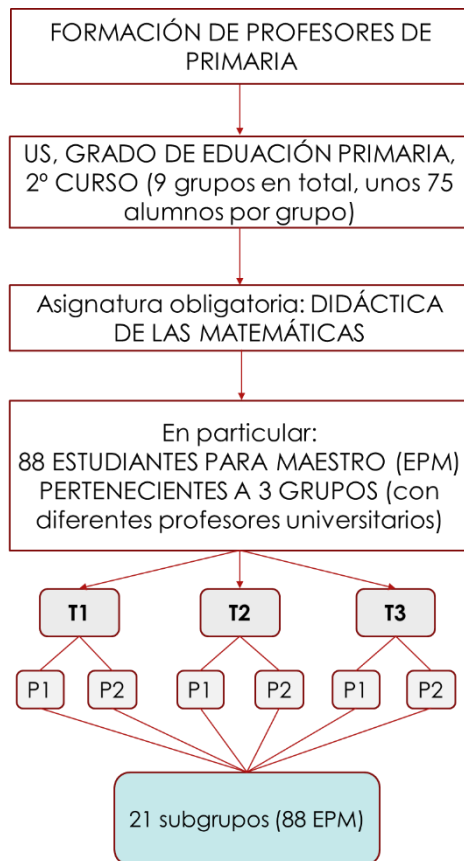 FORMACIÓN DE PROFESORES DE
PRIMARIA
US, GRADO DE EDUACIÓN PRIMARIA,
2º CURSO (9 grupos en total, unos 75
alumnos por grupo)
Asignatura obligatoria: DIDÁCTICA
DE LAS MATEMÁTICAS
En particular:
88 ESTUDIANTES PARA MAESTRO (EPM)
PERTENECIENTES A 3 GRUPOS (con
diferentes profesores universitarios)
T1 T2 T3
P1 P2 P1 P2 P1 P2
21 subgrupos (88 EPM)